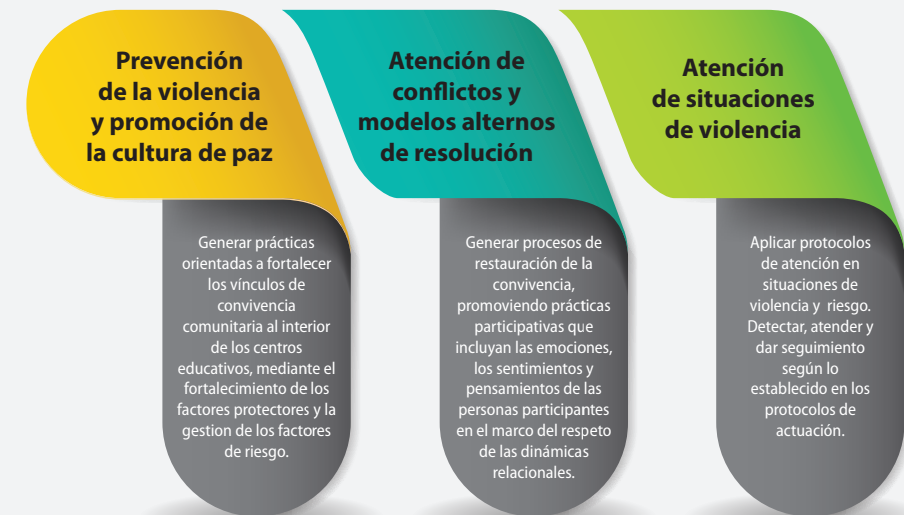 Prevención
de la violencia
y promoción de
la cultura de paz
Generar prácticas
orientadas a fortalecer
los vínculos de
convivencia
comunitaria al interior
de los centros
educativos, mediante el
fortalecimiento de los
factores protectores y la
gestion de los factores
de riesgo.
Atención de
conflictos y
modelos alternos
de resolución
Generar procesos de
restauración de la
convivencia,
promoviendo prácticas
participativas que
incluyan las emociones,
los sentimientos y
pensamientos de las
personas participantes
en el marco del respeto
de las dinámicas
relacionales.
Atención
de situaciones
de violencia
Aplicar protocolos
de atención en
situaciones de
violencia y riesgo.
Detectar, atender y
dar seguimiento
según lo
establecido en los
protocolos de
actuación.